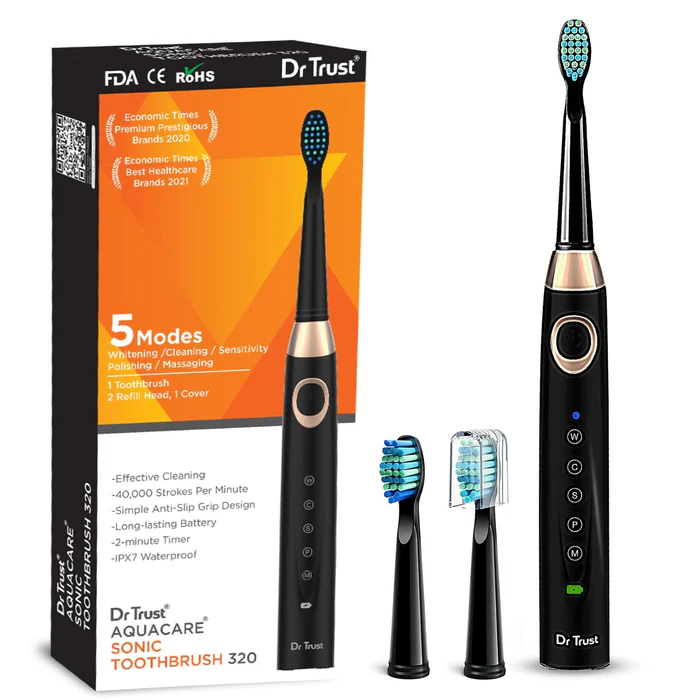 AQUACARE
FDA CE RoHS
Dr Trust®
Economic Times
Premium Prestigious
Brands 2020
Economic Times
Best Healthcare
Brands 2021
5 Modes
Whitening /Cleaning / Sensitivity
Polishing / Massaging
1 Toothbrush
2 Refill Head, 1 Cover
-Effective Cleaning
-40,000 Strokes Per Minute
-Simple Anti-Slip Grip Design
-Long-lasting Battery
-2-minute Timer
-IPX7 Waterproof
Dr Trust®
AQUACARE®
SONIC
TOOTHBRUSH 320
W
C
S
P
M
Dr Trust
Dr Trust®
AQUACARE®
SONIC
TOOTHBRUSH 320
W
C
S
P
M
Dr Trust